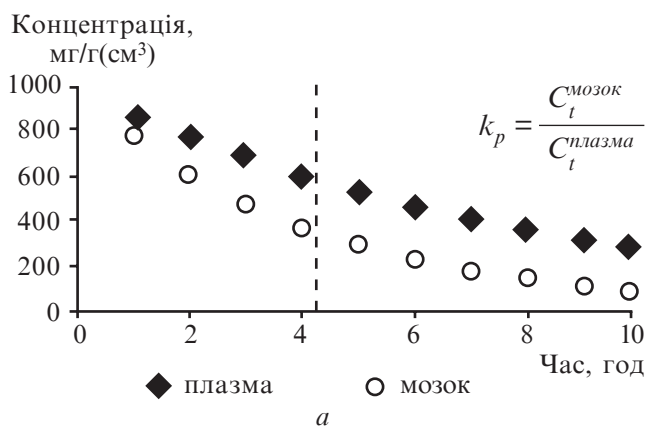 Концентрація,
мг/г(см³)
1000
800
600
400
200
0
0 2 4 6 8 10
Час, год
k_p = C_t^мозок / C_t^плазма
плазма мозок
а